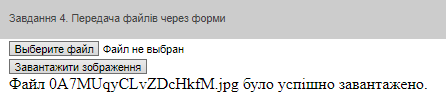 Завдання 4. Передача файлів через форми
Выберите файл Файл не выбран
Завантажити зображення
Файл 0A7MUqyCLvZDcHkfM.jpg було успішно завантажено.